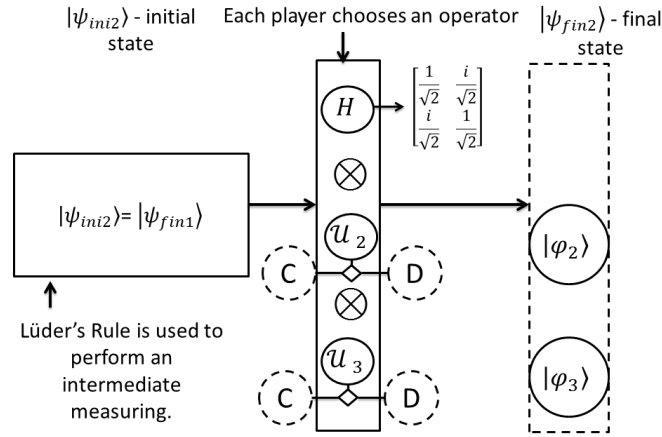 |ψ_ini2⟩ - initial state
Each player chooses an operator
|ψ_fin2⟩ - final state
H
[1/√2 i/√2
i/√2 1/√2]
⊗
|ψ_ini2⟩= |ψ_fin1⟩
𝒰_2
C
D
|φ_2⟩
⊗
Lüder's Rule is used to
perform an
intermediate
measuring.
𝒰_3
C
D
|φ_3⟩